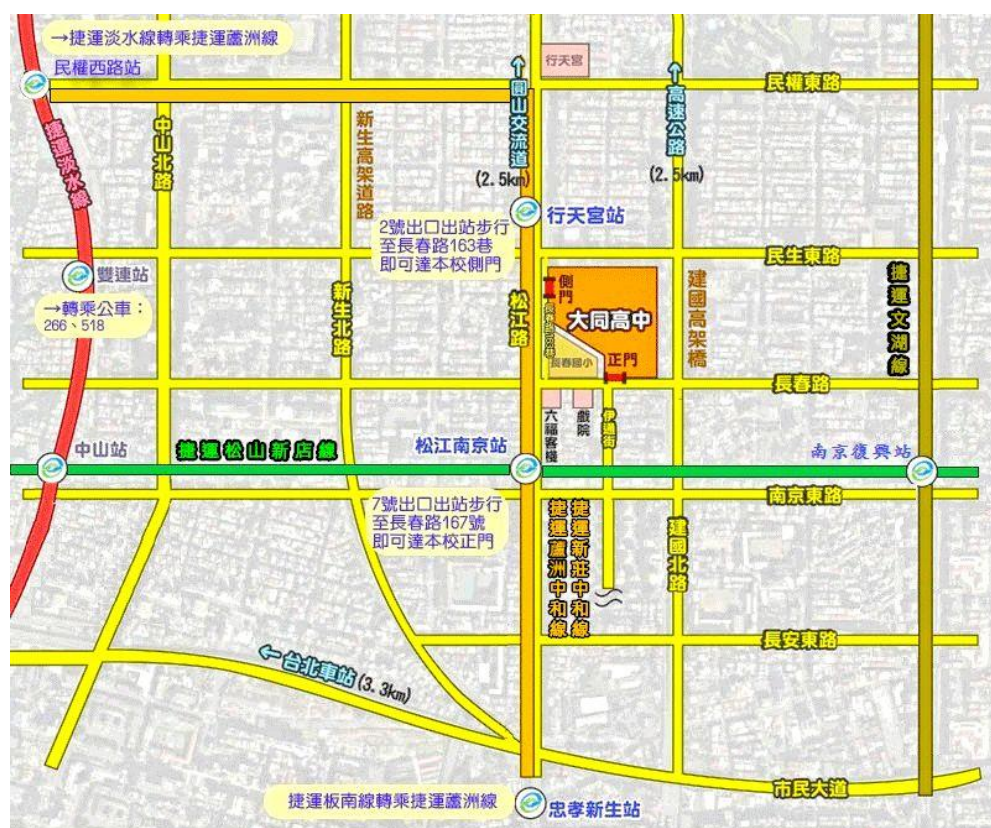 →捷運淡水線轉乘捷運蘆洲線
民權西路站
行天宮
民權東路
↑圓山交流道
(2.5km)
↑高速公路
(2.5km)
捷運淡水線
中山北路
新生高架道路
行天宮站
2號出口出站步行
至長春路163巷
即可達本校側門
民生東路
雙連站
→轉乘公車：
266、518
新生北路
松江路
側門
長春路163巷
大同高中
長春國小
正門
建國高架橋
捷運文湖線
長春路
六福客棧
戲院
伊通街
中山站
捷運松山新店線
松江南京站
南京復興站
南京東路
7號出口出站步行
至長春路167號
即可達本校正門
捷運蘆洲中和線
捷運新莊中和線
建國北路
長安東路
←台北車站(3.3km)
市民大道
捷運板南線轉乘捷運蘆洲線
忠孝新生站